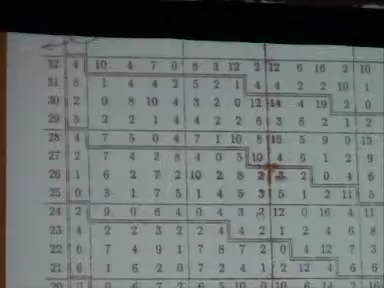 32 4 10 4 7 0 8 3 12 2 12 6 16 2 10
31 8 1 4 4 2 5 2 1 4 4 2 2 10 1
30 2 0 8 10 4 3 2 0 12 14 4 19 2 0
29 5 2 2 1 4 4 2 2 6 3 6 2 1 2
28 4 7 5 0 4 7 1 10 8 15 5 9 0 13
27 2 7 4 2 8 4 0 5 10 4 6 1 2 9
26 1 6 2 7 2 10 2 8 2 2 0 4 6
25 0 3 1 7 5 1 4 5 3 5 1 2 11 5
24 2 9 0 6 4 0 4 3 2 12 0 16 4 11
23 4 2 2 3 2 2 4 4 2 1 2 4 6 8
22 6 7 4 9 1 7 8 7 2 0 4 12 7 3
21 6 1 6 2 0 7 2 4 1 2 12 4 6 6